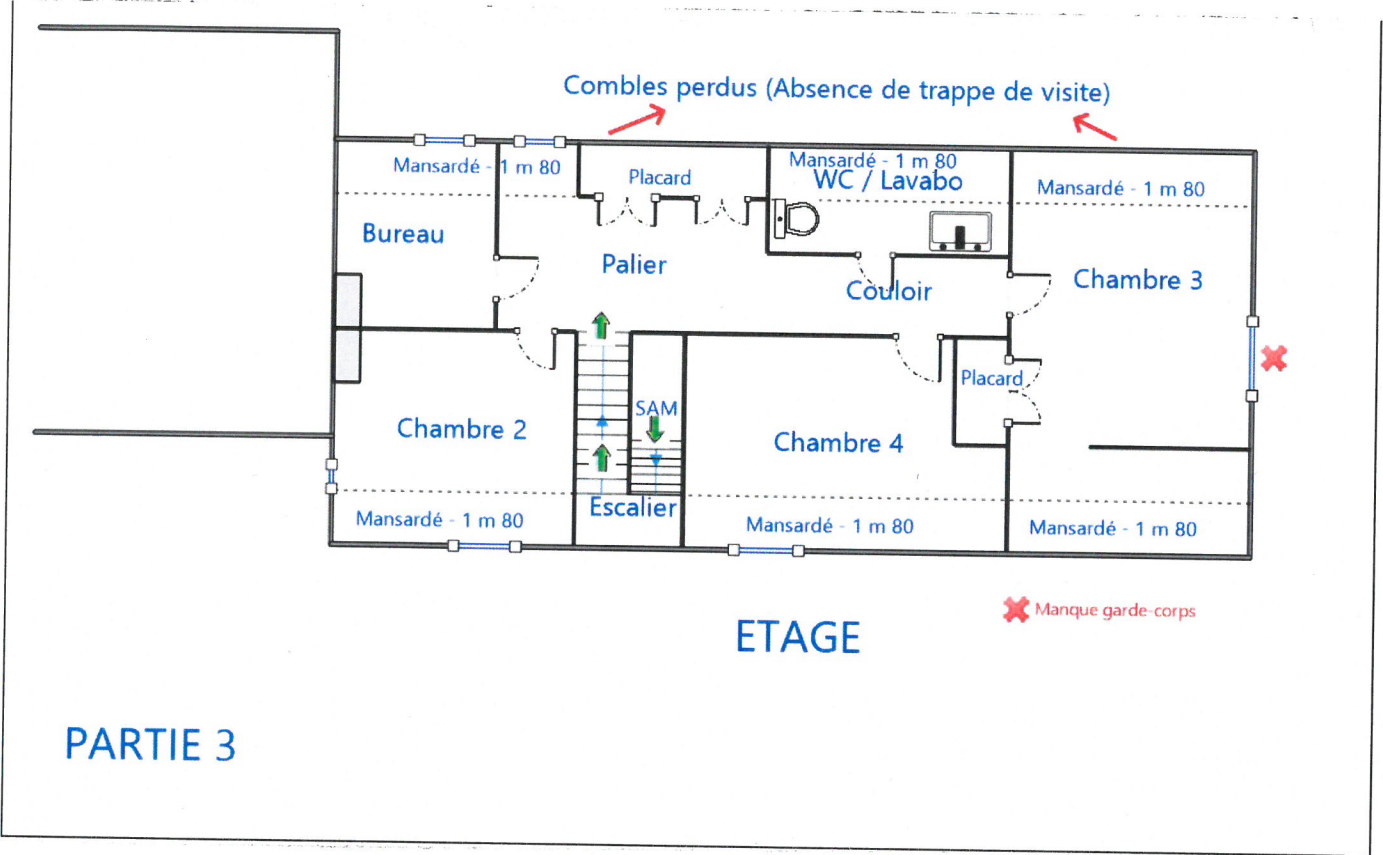 Combles perdus (Absence de trappe de visite)
Mansardé - 1 m 80
Placard
Mansardé - 1 m 80
WC / Lavabo
Mansardé - 1 m 80
Bureau
Palier
Couloir
Chambre 3
Placard
SAM
Chambre 2
Chambre 4
Escalier
Mansardé - 1 m 80
Mansardé - 1 m 80
Mansardé - 1 m 80
Manque garde-corps
ETAGE
PARTIE 3